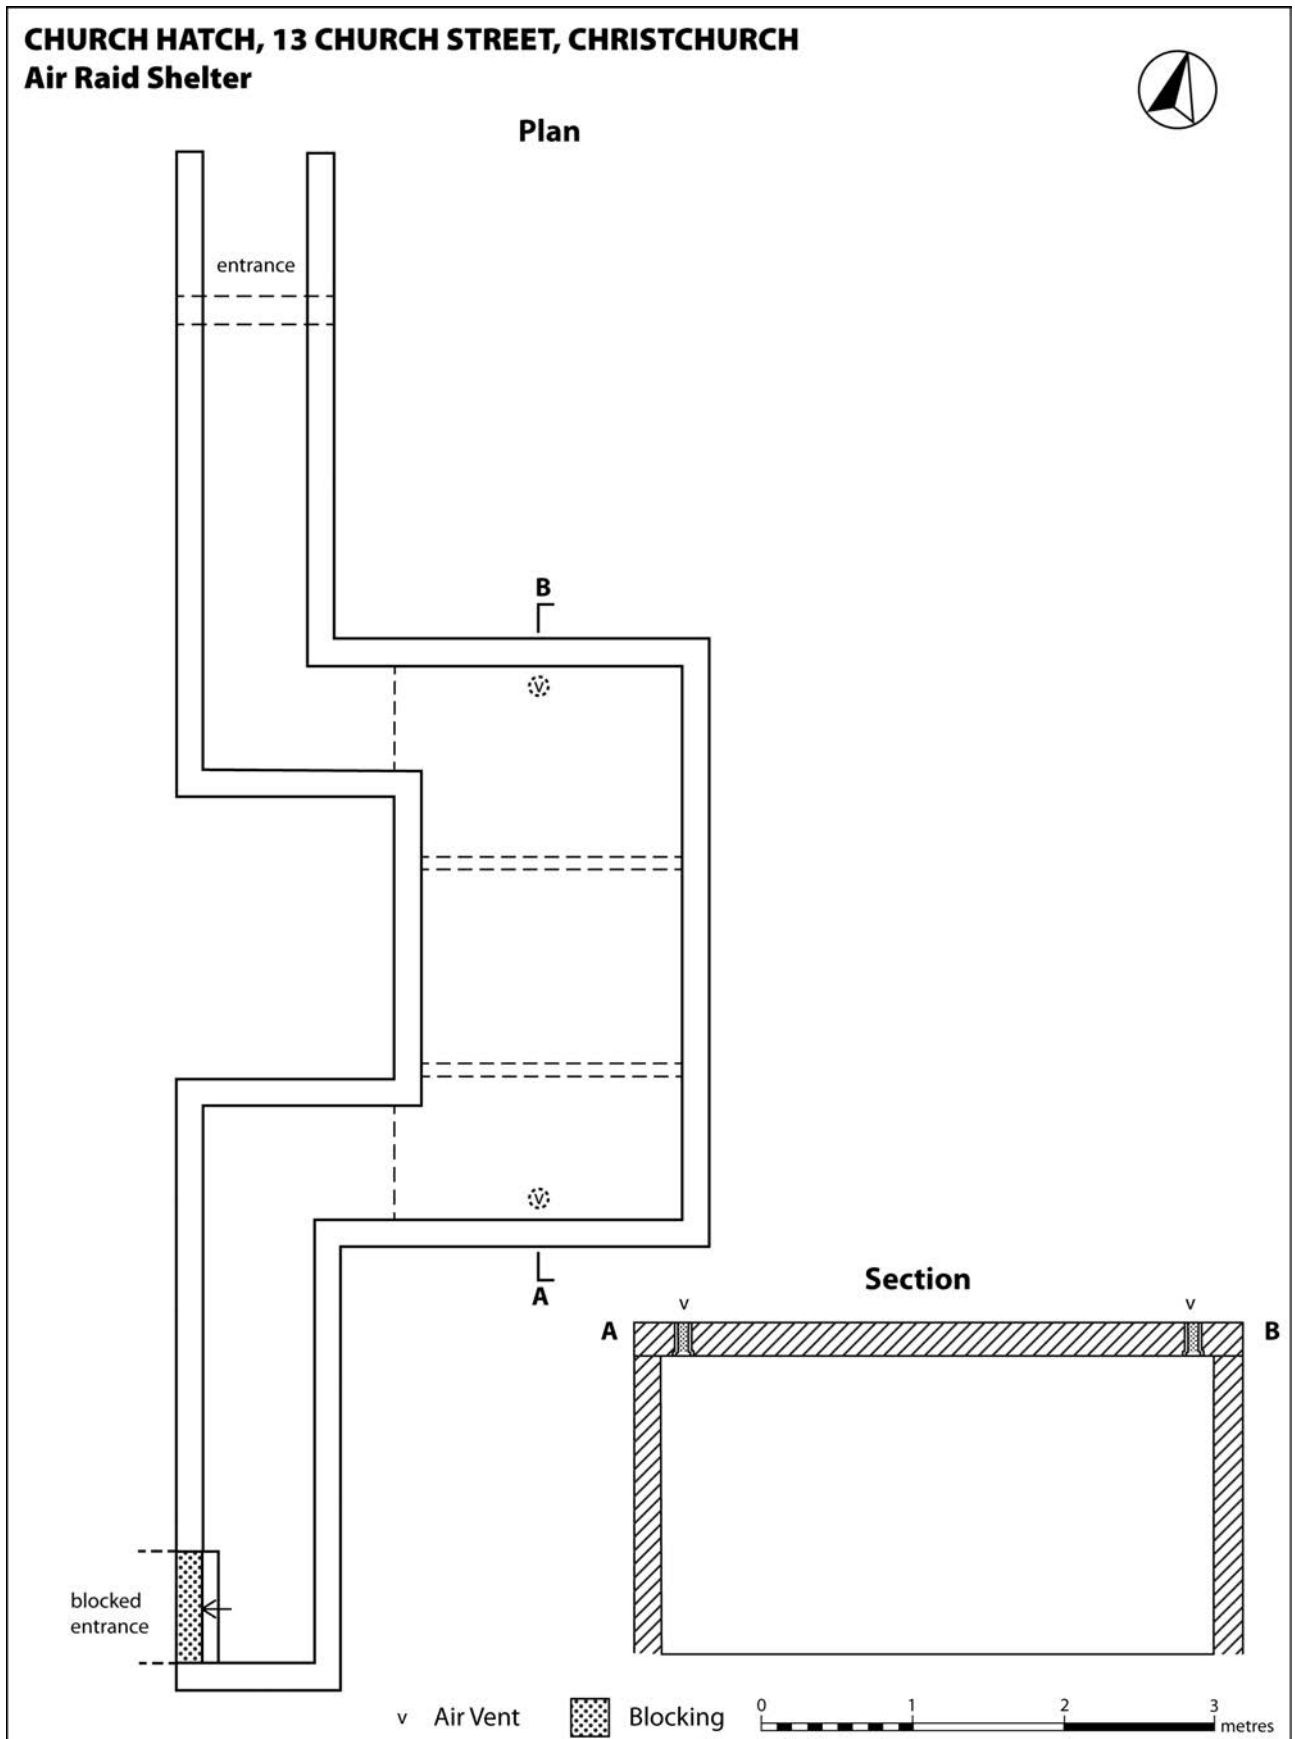 CHURCH HATCH, 13 CHURCH STREET, CHRISTCHURCH
Air Raid Shelter
Plan
entrance
B
v
v
A
Section
v v
A B
blocked
entrance
v Air Vent Blocking
0 1 2 3
metres